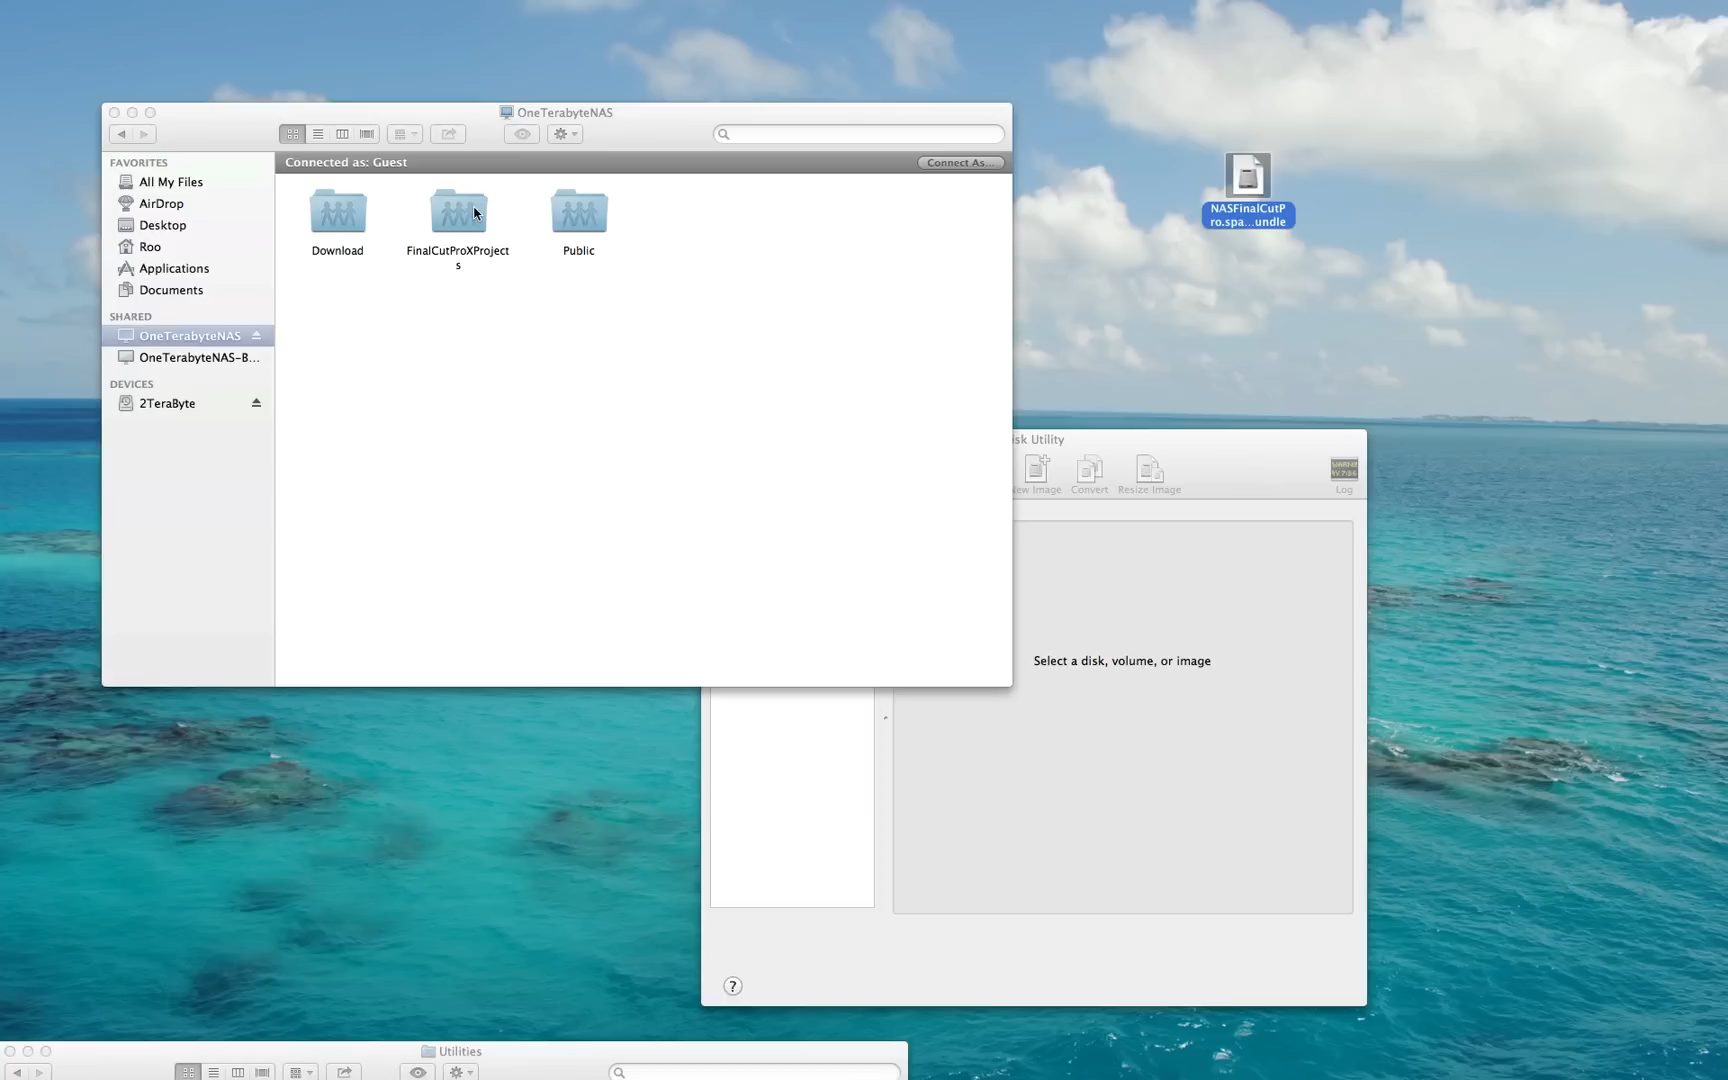 OneTerabyteNAS
FAVORITES
All My Files
AirDrop
Desktop
Roo
Applications
Documents
SHARED
OneTerabyteNAS
OneTerabyteNAS-B...
DEVICES
2TeraByte
Connected as: Guest
Connect As...
Download
FinalCutProXProject
s
Public
NASFinalCutP
ro.spa...undle
isk Utility
New Image
Convert
Resize Image
Log
Select a disk, volume, or image
?
Utilities